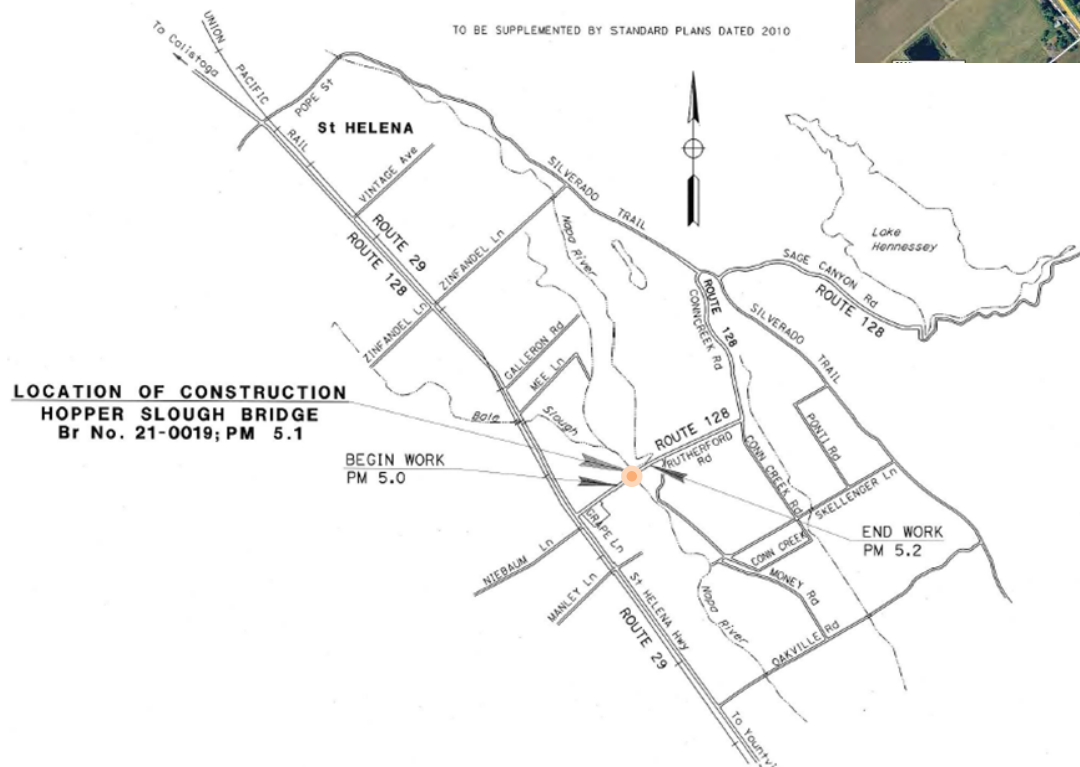 TO BE SUPPLEMENTED BY STANDARD PLANS DATED 2010
UNION
PACIFIC
RAIL
To Calistoga
POPE St
St HELENA
VINTAGE Ave
ROUTE 29
ROUTE 128
ZINFANDEL Ln
ZINFANDEL Ln
SILVERADO
TRAIL
Napa River
Lake
Hennessey
SAGE CANYON Rd
ROUTE 128
ROUTE 128
CONNCREEK Rd
SILVERADO
TRAIL
GALLERON Rd
MEE Ln
LOCATION OF CONSTRUCTION
HOPPER SLOUGH BRIDGE
Br No. 21-0019; PM 5.1
Bale
Slough
BEGIN WORK
PM 5.0
ROUTE 128
RUTHERFORD
Rd
PONTI Rd
CONN CREEK Rd
SKELLENGER Ln
END WORK
PM 5.2
GRAPE Ln
NIEBAUM Ln
MANLEY Ln
CONN CREEK
MONEY
Rd
Napa
River
St HELENA Hwy
ROUTE 29
OAKVILLE Rd
To Yountvi